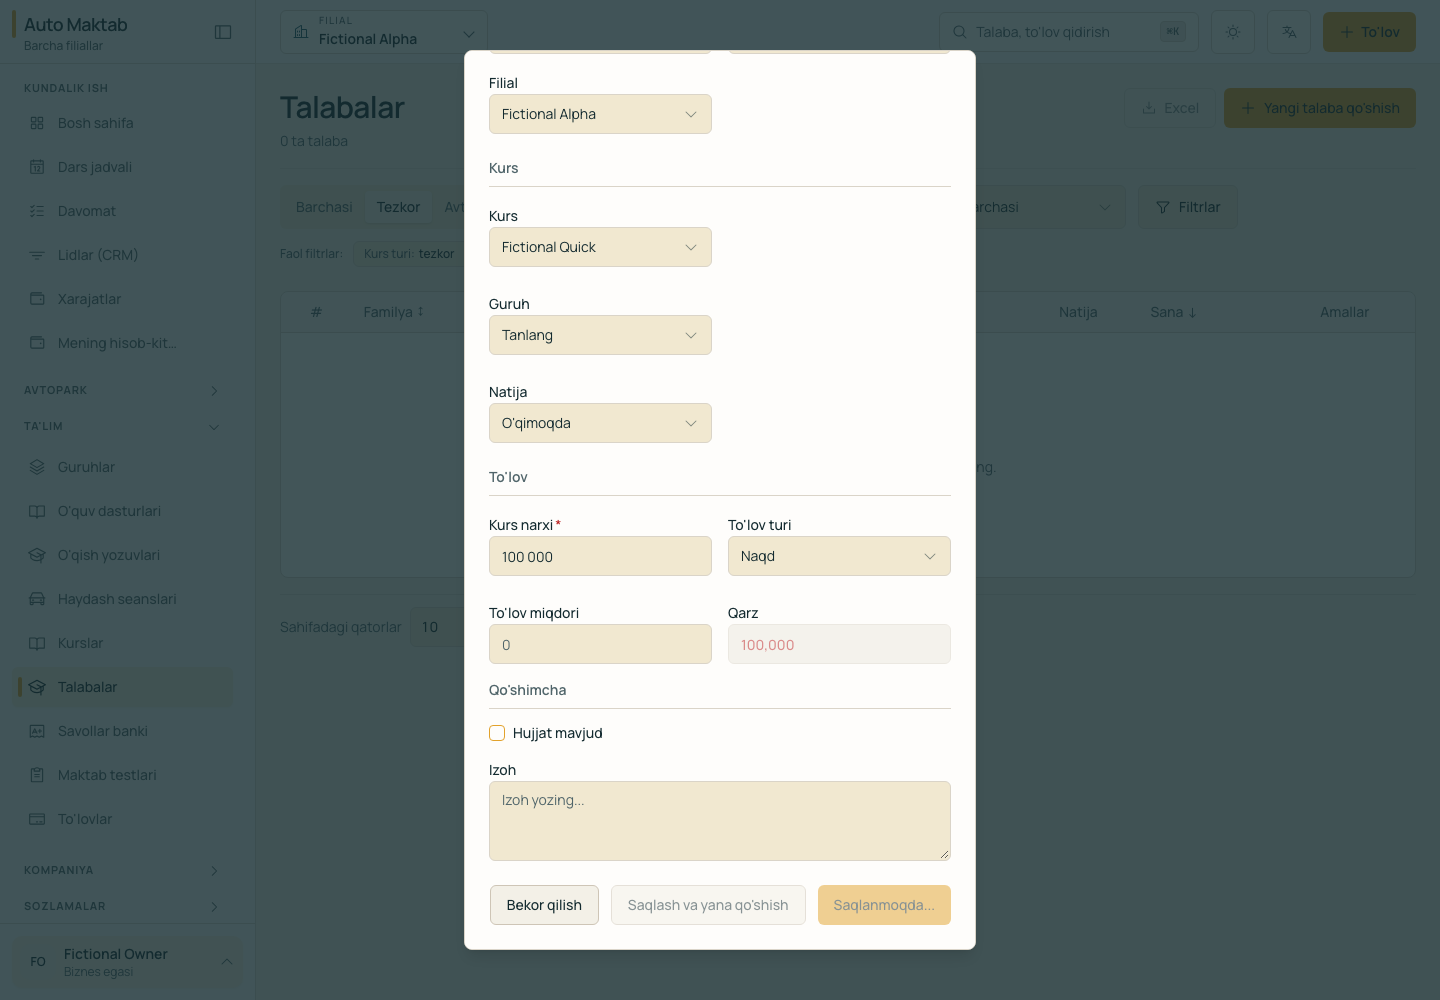 Auto Maktab
Barcha filiallar
FILIAL
Fictional Alpha
Talaba, to'lov qidirish
⌘K
To'lov
KUNDALIK ISH
Bosh sahifa
Dars jadvali
Davomat
Lidlar (CRM)
Xarajatlar
Mening hisob-kit...
AVTOPARK
TA'LIM
Guruhlar
O'quv dasturlari
O'qish yozuvlari
Haydash seanslari
Kurslar
Talabalar
Savollar banki
Maktab testlari
To'lovlar
KOMPANIYA
SOZLAMALAR
FO
Fictional Owner
Biznes egasi
Talabalar
0 ta talaba
Excel
Yangi talaba qo'shish
Barchasi
Tezkor
Filtrlar
Faol filtrlar:
Kurs turi: tezkor
#
Familya
Natija
Sana
Amallar
Sahifadagi qatorlar
10
Filial
Fictional Alpha
Kurs
Kurs
Fictional Quick
Guruh
Tanlang
Natija
O'qimoqda
To'lov
Kurs narxi*
To'lov turi
100 000
Naqd
To'lov miqdori
Qarz
0
100,000
Qo'shimcha
Hujjat mavjud
Izoh
Izoh yozing...
Bekor qilish
Saqlash va yana qo'shish
Saqlanmoqda...